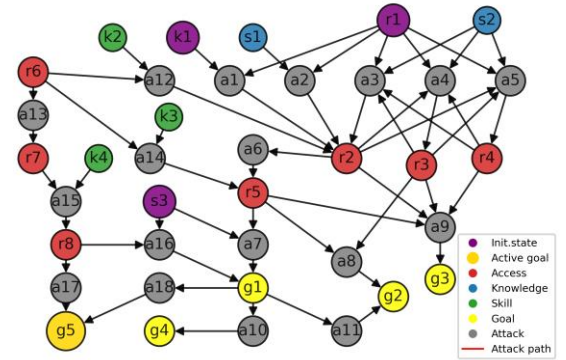 r1 s2
k2 k1 s1
r6 a12 a1 a2 a3 a4 a5
a13 k3
r7 k4 a14 a6 r2 r3 r4
a15 s3 r5
r8 a16 a7 a8 a9
a17 a18 g1 g2 g3
g5 g4 a10 a11
Init.state
Active goal
Access
Knowledge
Skill
Goal
Attack
Attack path